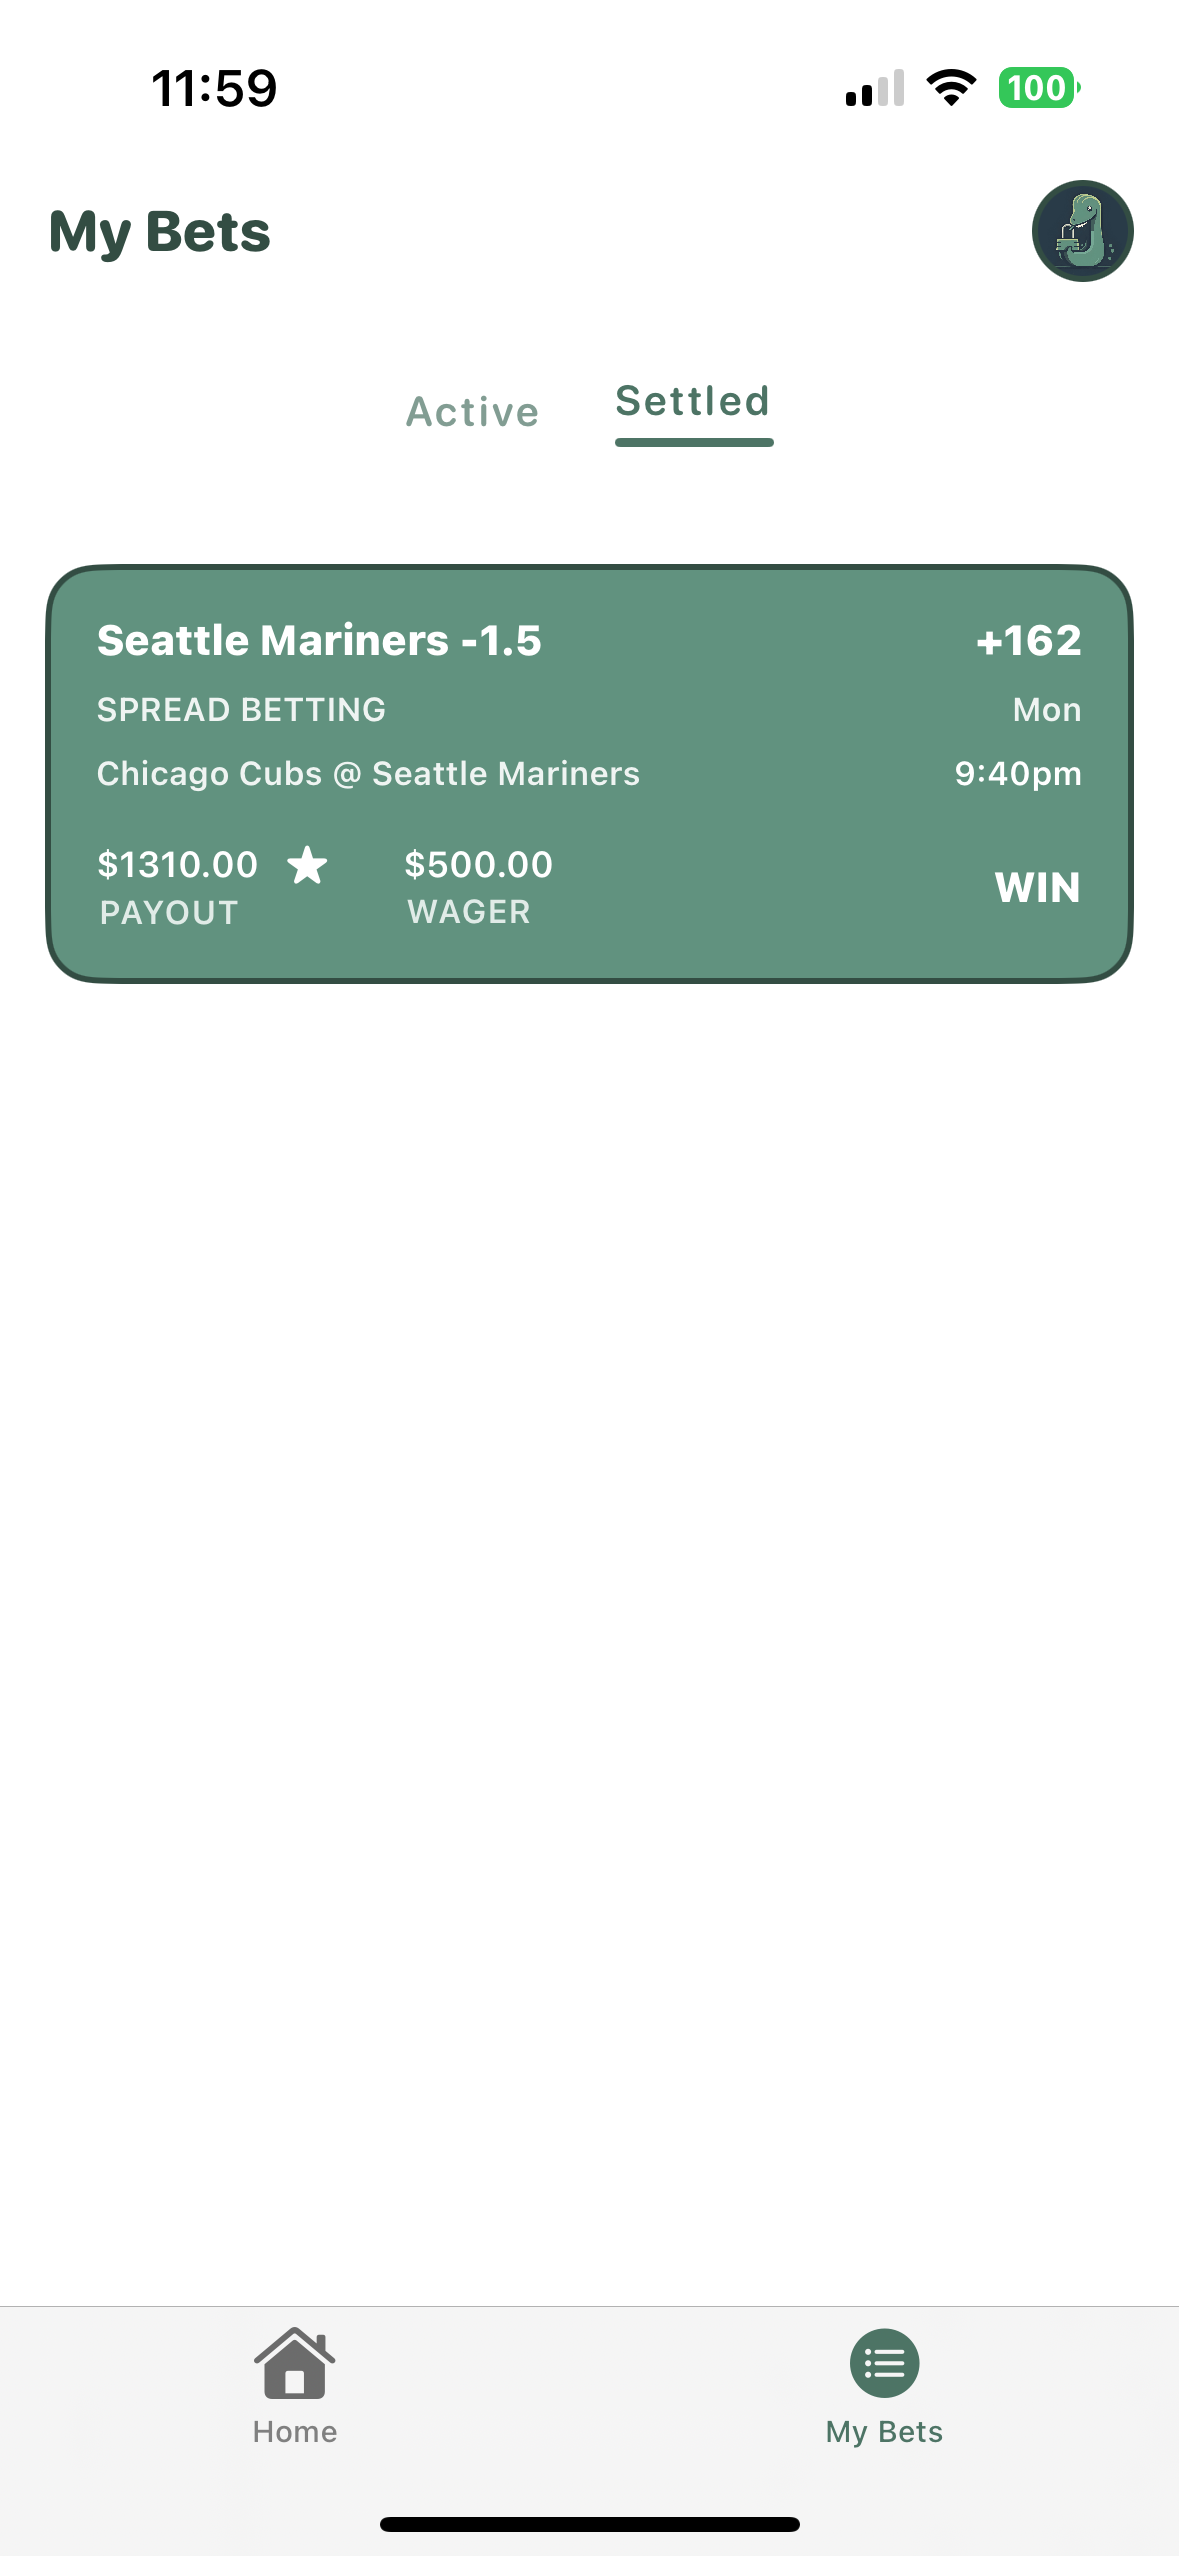 11:59
100
My Bets
Active
Settled
Seattle Mariners -1.5
+162
SPREAD BETTING
Mon
Chicago Cubs @ Seattle Mariners
9:40pm
$1310.00
$500.00
PAYOUT
WAGER
WIN
Home
My Bets